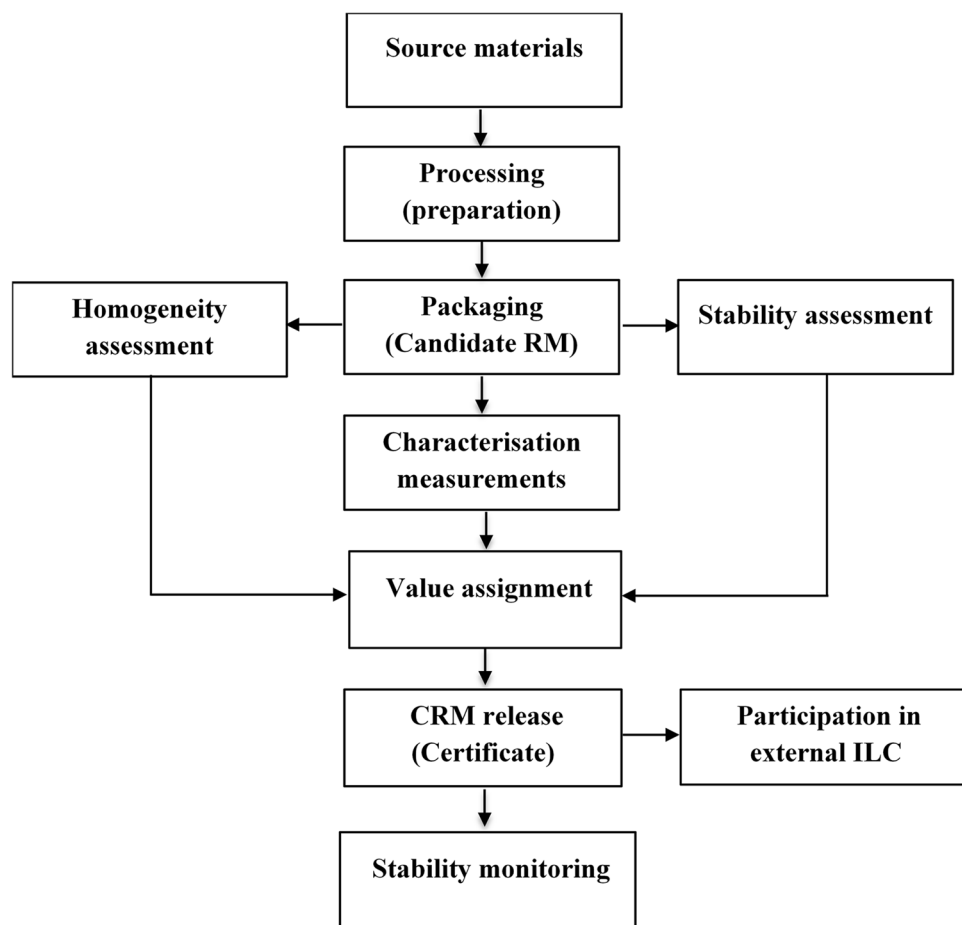 Source materials
Processing
(preparation)
Homogeneity
assessment
Packaging
(Candidate RM)
Stability assessment
Characterisation
measurements
Value assignment
CRM release
(Certificate)
Participation in
external ILC
Stability monitoring